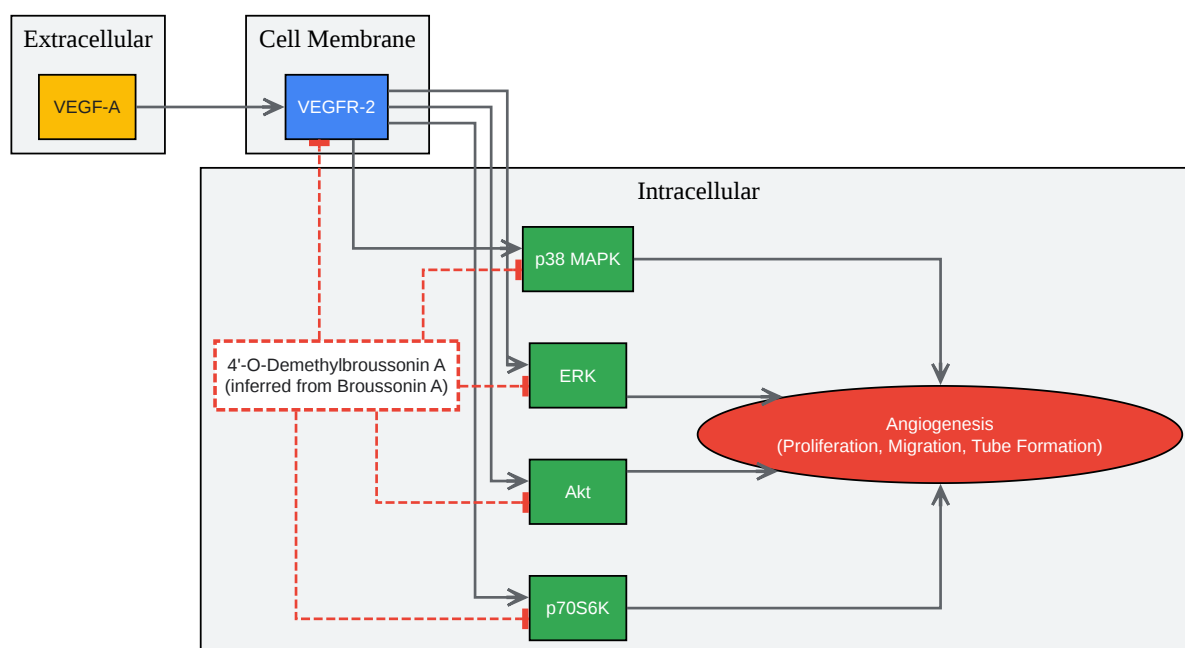 Extracellular
Cell Membrane
VEGF-A
VEGFR-2
Intracellular
p38 MAPK
4'-O-Demethylbroussonin A
(inferred from Broussonin A)
ERK
Angiogenesis
(Proliferation, Migration, Tube Formation)
Akt
p70S6K